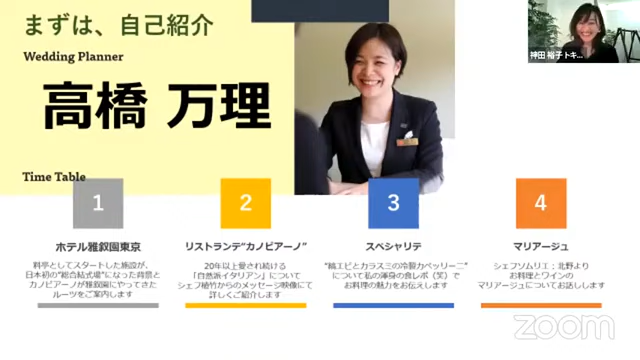 まずは、自己紹介
Wedding Planner
高橋 万理
神田 裕子 トキ...
Time Table
1
2
3
4
ホテル雅叙園東京
料亭としてスタートした施設が、
日本初の"総合結式場"になった背景と
カノビアーノが雅叙園にやってきた
ルーツをご案内します
リストランテ"カノビアーノ"
20年以上愛され続ける
「自然派イタリアン」について
シェフ植竹からのメッセージ映像にて
詳しくご紹介します
スペシャリテ
"鮪エビとカラスミの冷製カペッリーニ"
について私の渾身の食レポ（笑）で
お料理の魅力をお伝えします
マリアージュ
シェフソムリエ：北野より
お料理とワインの
マリアージュについてお話しします
zoom